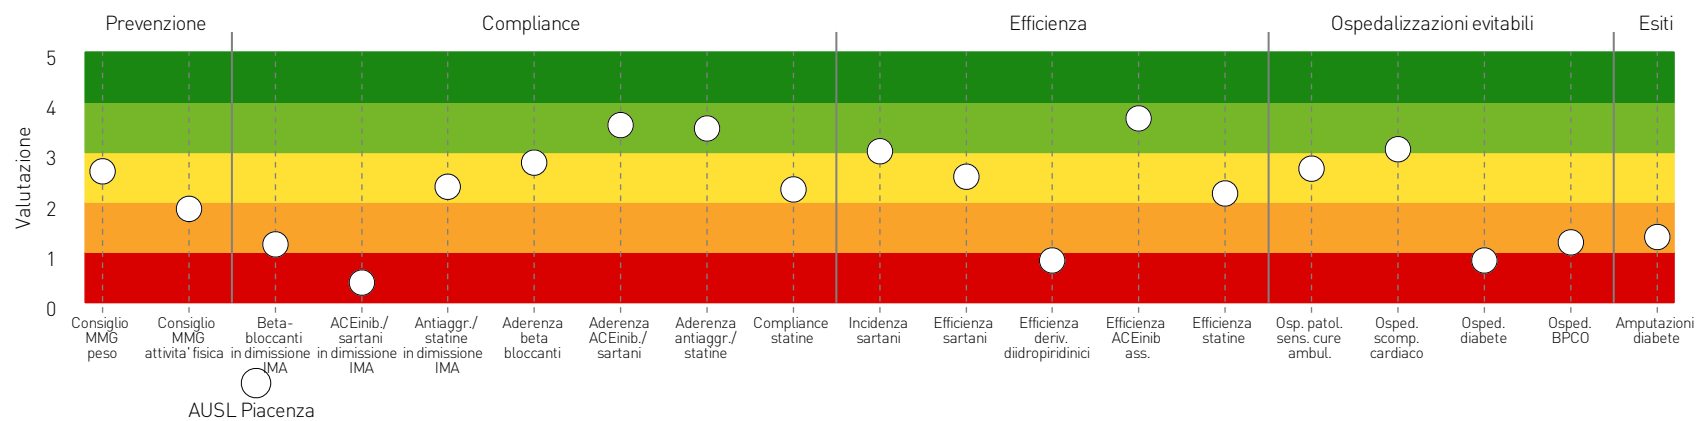 Prevenzione
Compliance
Efficienza
Ospedalizzazioni evitabili
Esiti
Valutazione
5
4
3
2
1
0
Consiglio
MMG
peso
Consiglio
MMG
attivita' fisica
Beta-
bloccanti
in dimissione
IMA
ACEinib./
sartani
in dimissione
IMA
Antiaggr./
statine
in dimissione
IMA
Aderenza
beta
bloccanti
Aderenza
ACEinib./
sartani
Aderenza
antiaggr./
statine
Compliance
statine
Incidenza
sartani
Efficienza
sartani
Efficienza
deriv.
diidropiridinici
Efficienza
ACEinib
ass.
Efficienza
statine
Osp. patol.
sens. cure
ambul.
Osped.
scomp.
cardiaco
Osped.
diabete
Osped.
BPCO
Amputazioni
diabete
AUSL Piacenza